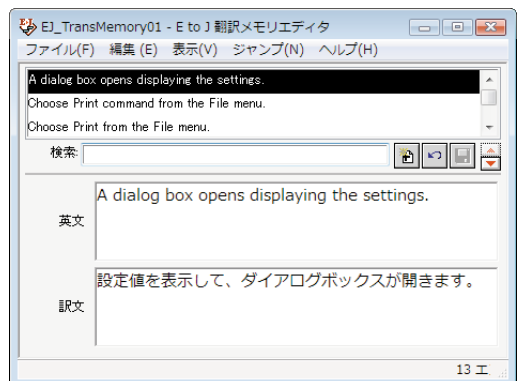 EJ_TransMemory01 - E to J 翻訳メモリエディタ
ファイル(F) 編集(E) 表示(V) ジャンプ(N) ヘルプ(H)
A dialog box opens displaying the settings.
Choose Print command from the File menu.
Choose Print from the File menu.
検索:
A dialog box opens displaying the settings.
英文
設定値を表示して、ダイアログボックスが開きます。
訳文
13 エ